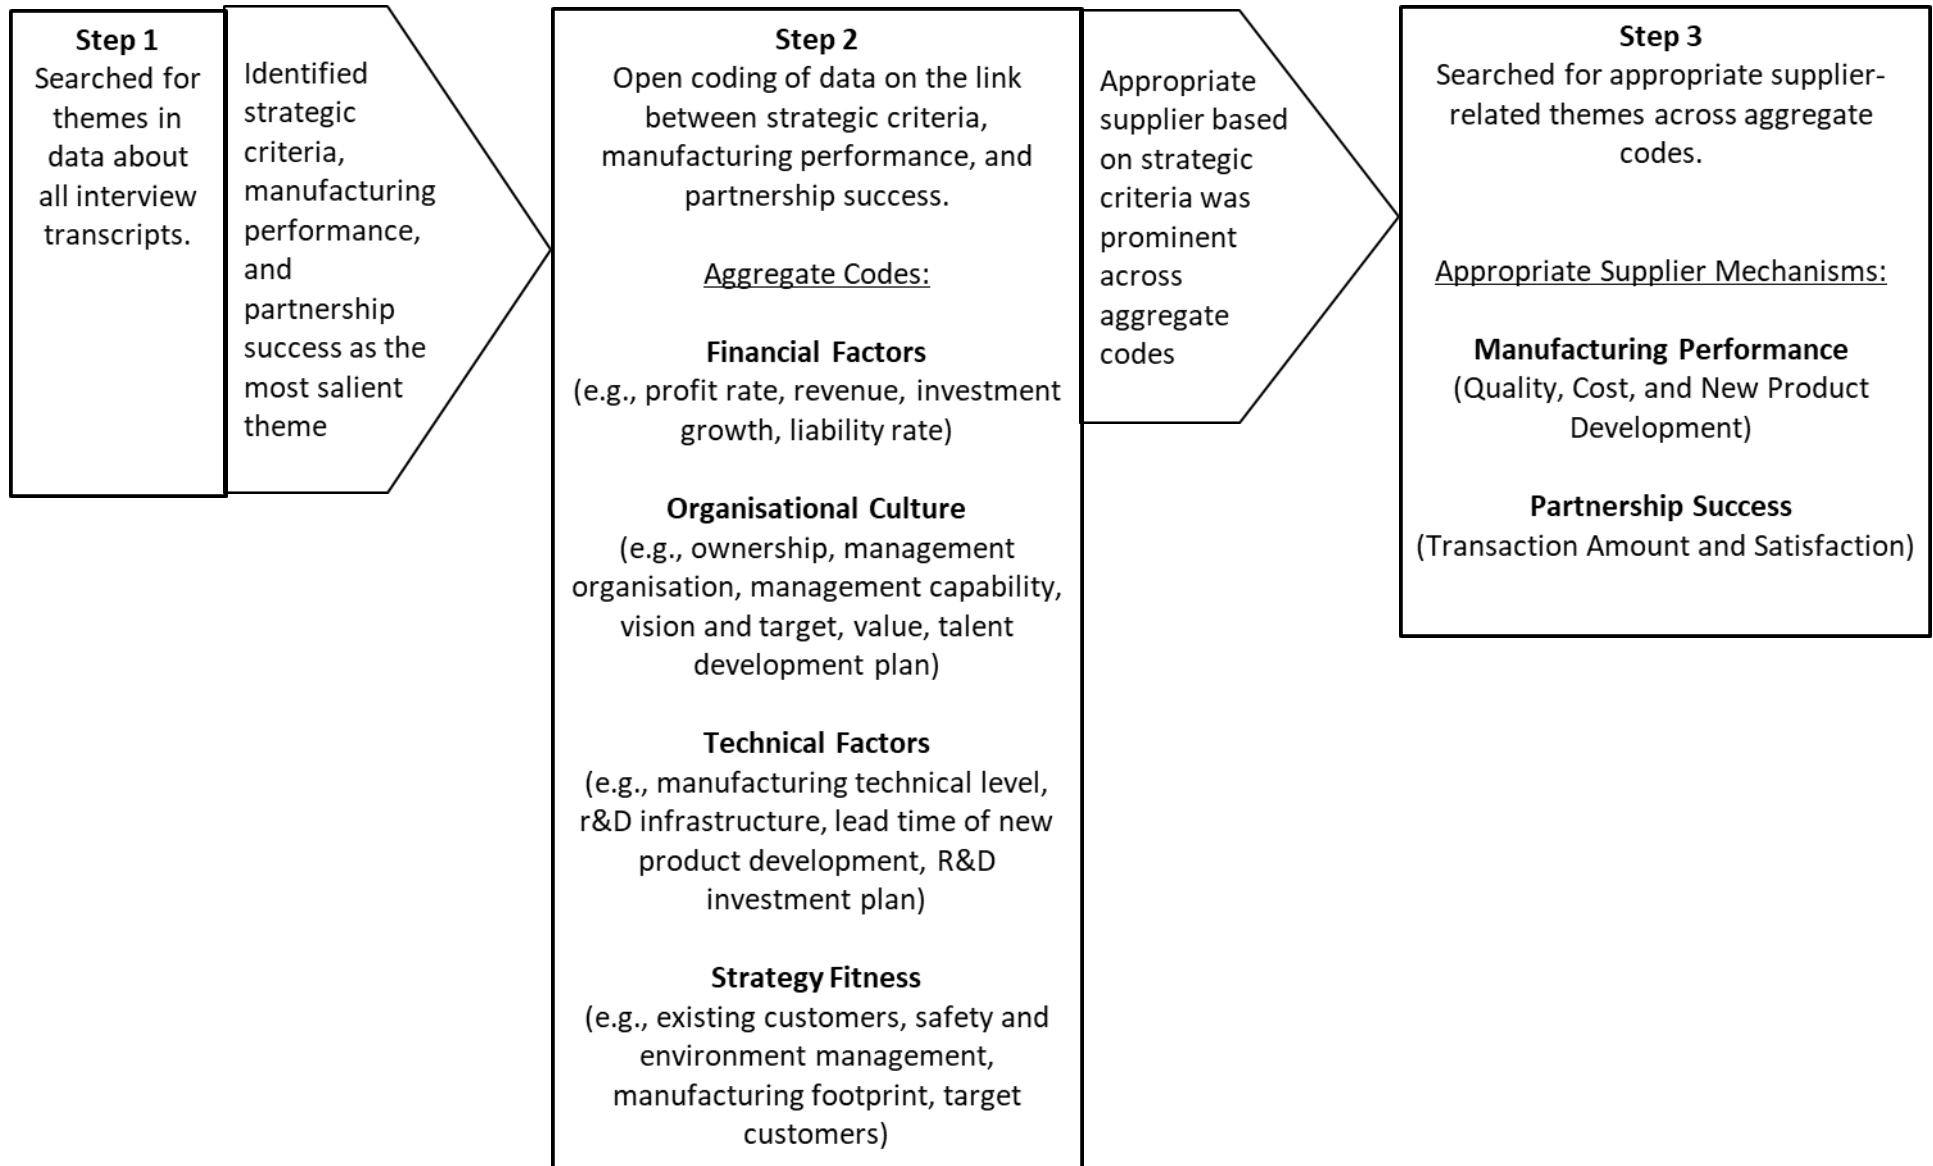 Step 1
Searched for
themes in
data about
all interview
transcripts.
Identified
strategic
criteria,
manufacturing
performance,
and
partnership
success as the
most salient
theme
Step 2
Open coding of data on the link
between strategic criteria,
manufacturing performance, and
partnership success.
Aggregate Codes:
Financial Factors
(e.g., profit rate, revenue, investment
growth, liability rate)
Organisational Culture
(e.g., ownership, management
organisation, management capability,
vision and target, value, talent
development plan)
Technical Factors
(e.g., manufacturing technical level,
r&D infrastructure, lead time of new
product development, R&D
investment plan)
Strategy Fitness
(e.g., existing customers, safety and
environment management,
manufacturing footprint, target
customers)
Appropriate
supplier based
on strategic
criteria was
prominent
across
aggregate
codes
Step 3
Searched for appropriate supplier-
related themes across aggregate
codes.
Appropriate Supplier Mechanisms:
Manufacturing Performance
(Quality, Cost, and New Product
Development)
Partnership Success
(Transaction Amount and Satisfaction)